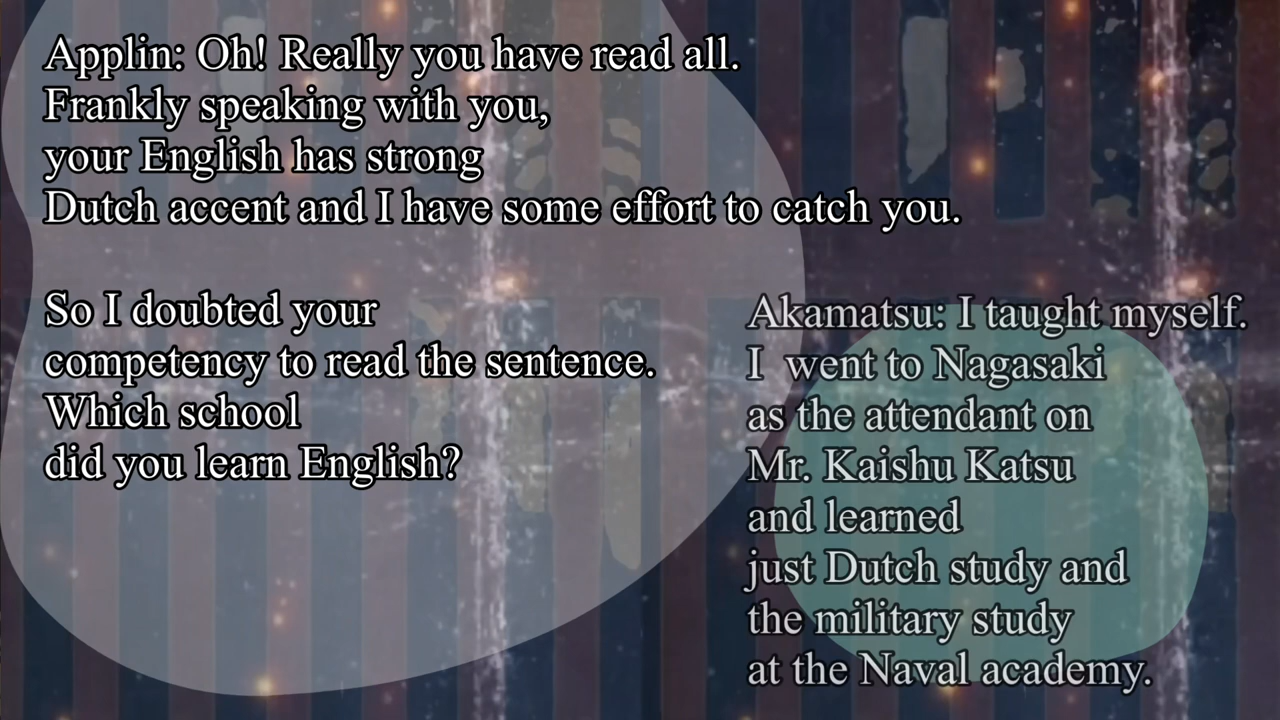 Applin: Oh! Really you have read all.
Frankly speaking with you,
your English has strong
Dutch accent and I have some effort to catch you.
So I doubted your
competency to read the sentence.
Which school
did you learn English?
Akamatsu: I taught myself.
I went to Nagasaki
as the attendant on
Mr. Kaishu Katsu
and learned
just Dutch study and
the military study
at the Naval academy.